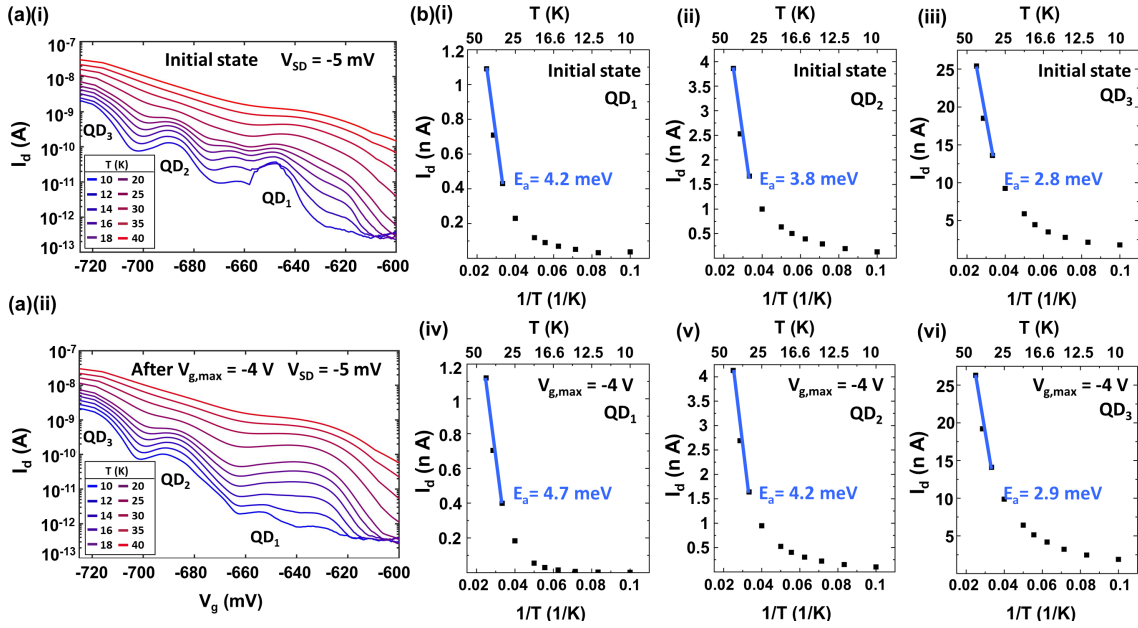 (a)(i)
10⁻⁷
10⁻⁸
10⁻⁹
10⁻¹⁰
10⁻¹¹
10⁻¹²
10⁻¹³
I_d (A)
Initial state V_SD = -5 mV
QD₃
QD₂
QD₁
T (K)
10 20
12 25
14 30
16 35
18 40
-720 -700 -680 -660 -640 -620 -600
(a)(ii)
10⁻⁷
10⁻⁸
10⁻⁹
10⁻¹⁰
10⁻¹¹
10⁻¹²
10⁻¹³
I_d (A)
After V_g,max = -4 V V_SD = -5 mV
QD₃
QD₂
QD₁
T (K)
10 20
12 25
14 30
16 35
18 40
-720 -700 -680 -660 -640 -620 -600
V_g (mV)
(b)(i)
T (K)
50 25 16.6 12.5 10
1.2
1
0.8
0.6
0.4
0.2
I_d (n A)
Initial state
QD₁
E_a = 4.2 meV
0.02 0.04 0.06 0.08 0.1
1/T (1/K)
(ii)
T (K)
50 25 16.6 12.5 10
4
3.5
3
2.5
2
1.5
1
0.5
I_d (n A)
Initial state
QD₂
E_a = 3.8 meV
0.02 0.04 0.06 0.08 0.1
1/T (1/K)
(iii)
T (K)
50 25 16.6 12.5 10
25
20
15
10
5
I_d (n A)
Initial state
QD₃
E_a = 2.8 meV
0.02 0.04 0.06 0.08 0.1
1/T (1/K)
(iv)
T (K)
50 25 16.6 12.5 10
1.2
1
0.8
0.6
0.4
0.2
I_d (n A)
V_g,max = -4 V
QD₁
E_a = 4.7 meV
0.02 0.04 0.06 0.08 0.1
1/T (1/K)
(v)
T (K)
50 25 16.6 12.5 10
4
3.5
3
2.5
2
1.5
1
0.5
I_d (n A)
V_g,max = -4 V
QD₂
E_a = 4.2 meV
0.02 0.04 0.06 0.08 0.1
1/T (1/K)
(vi)
T (K)
50 25 16.6 12.5 10
25
20
15
10
5
I_d (n A)
V_g,max = -4 V
QD₃
E_a = 2.9 meV
0.02 0.04 0.06 0.08 0.1
1/T (1/K)